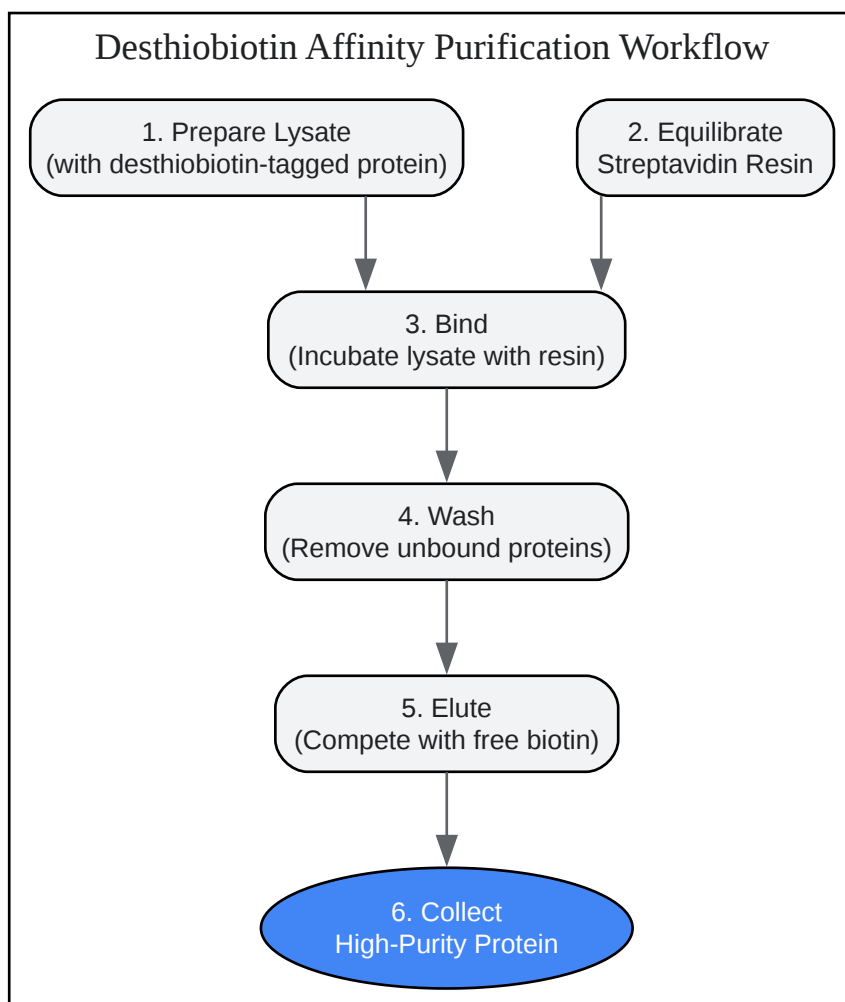 Desthiobiotin Affinity Purification Workflow
1. Prepare Lysate
(with desthiobiotin-tagged protein)
2. Equilibrate
Streptavidin Resin
3. Bind
(Incubate lysate with resin)
4. Wash
(Remove unbound proteins)
5. Elute
(Compete with free biotin)
6. Collect
High-Purity Protein